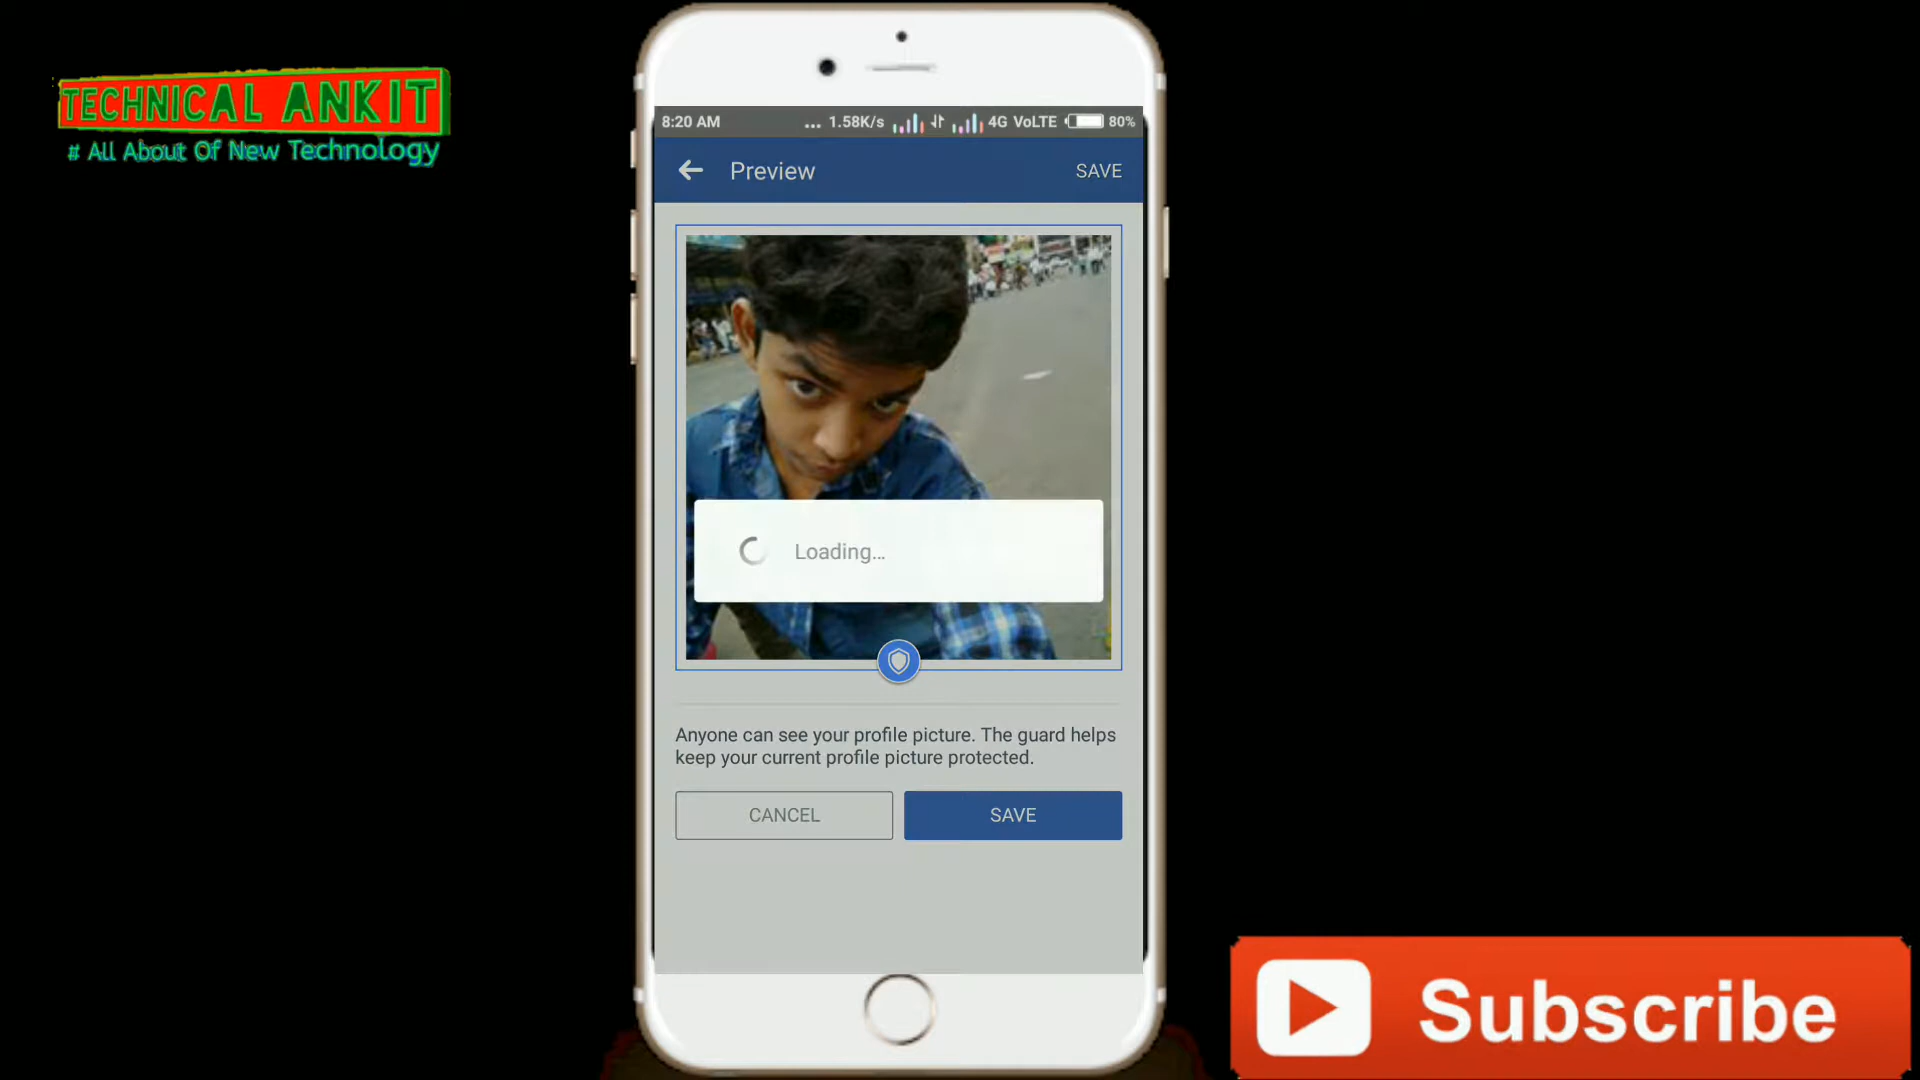 TECHNICAL ANKIT
# All About Of New Technology
8:20 AM ... 1.58K/s 4G VoLTE 80%
Preview SAVE
Loading...
Anyone can see your profile picture. The guard helps
keep your current profile picture protected.
CANCEL SAVE
Subscribe